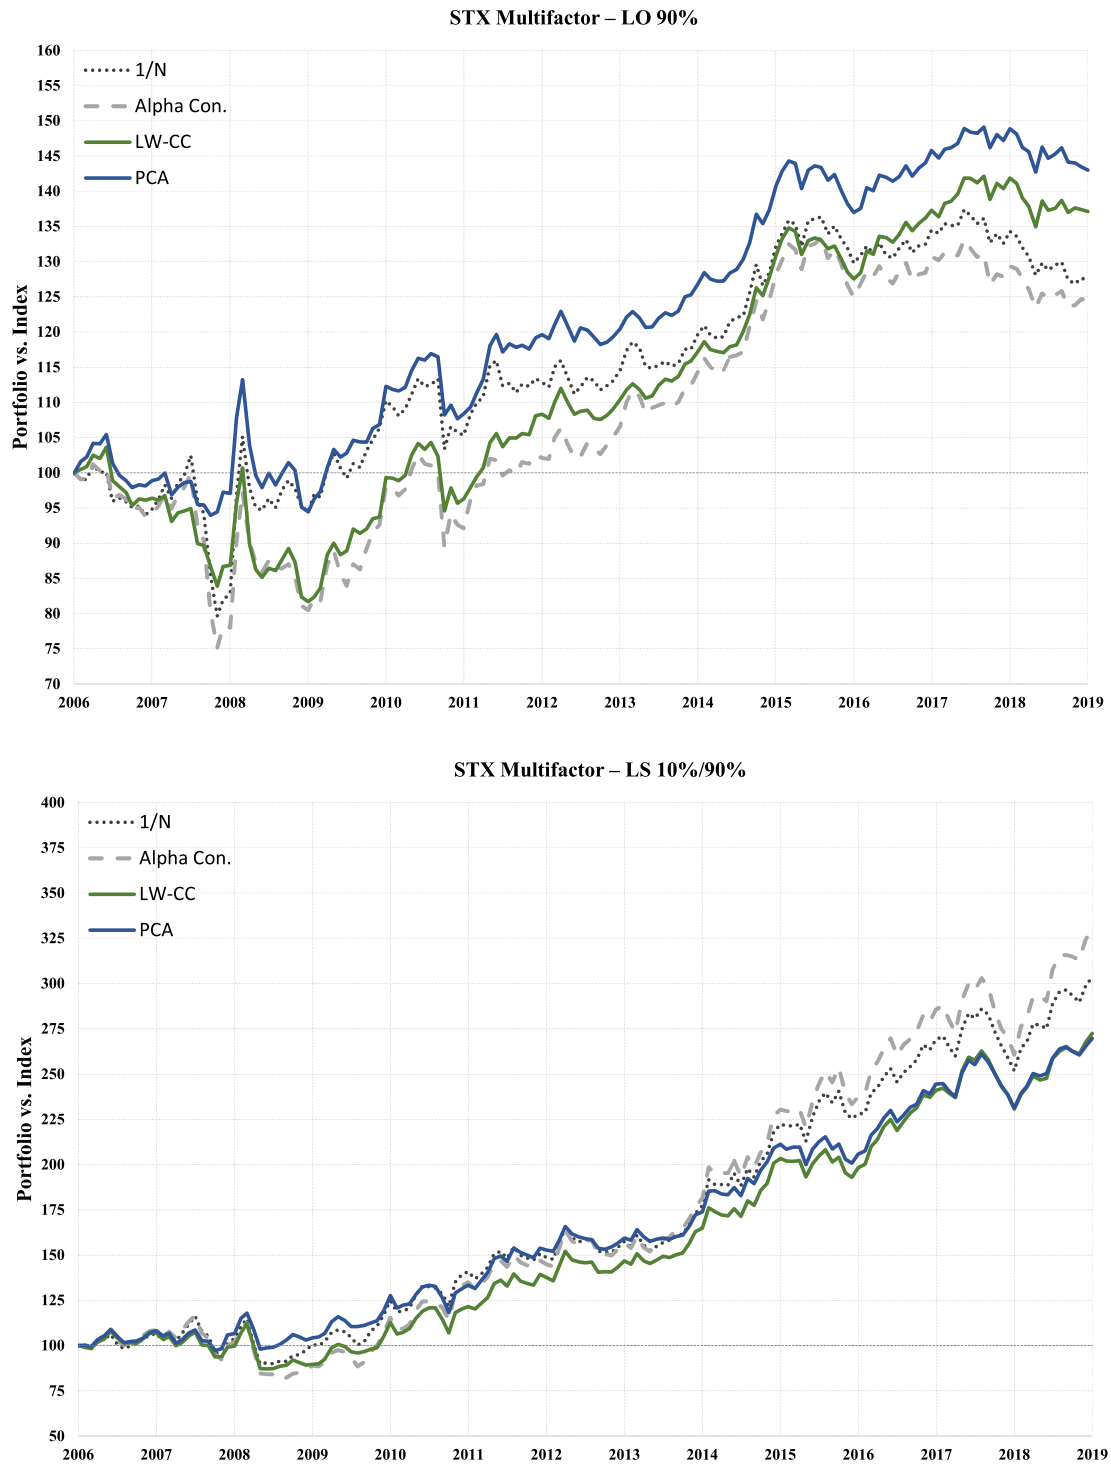 STX Multifactor – LO 90%
160
155
150
145
140
135
130
125
120
115
110
105
100
95
90
85
80
75
70
Portfolio vs. Index
1/N
Alpha Con.
LW-CC
PCA
2006 2007 2008 2009 2010 2011 2012 2013 2014 2015 2016 2017 2018 2019
STX Multifactor – LS 10%/90%
400
375
350
325
300
275
250
225
200
175
150
125
100
75
50
Portfolio vs. Index
1/N
Alpha Con.
LW-CC
PCA
2006 2007 2008 2009 2010 2011 2012 2013 2014 2015 2016 2017 2018 2019